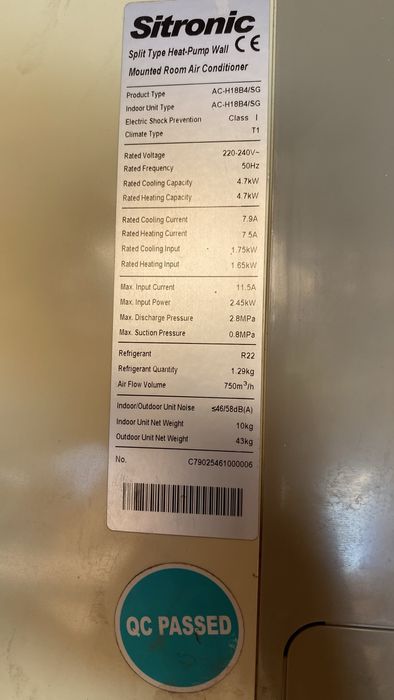 Sitronic
Split Type Heat-Pump Wall CE
Mounted Room Air Conditioner
Product Type AC-H18B4/SG
Indoor Unit Type AC-H18B4/SG
Electric Shock Prevention Class I
Climate Type T1
Rated Voltage 220-240V~
Rated Frequency 50Hz
Rated Cooling Capacity 4.7kW
Rated Heating Capacity 4.7kW
Rated Cooling Current 7.9A
Rated Heating Current 7.5A
Rated Cooling Input 1.75kW
Rated Heating Input 1.65kW
Max. Input Current 11.5A
Max. Input Power 2.45kW
Max. Discharge Pressure 2.8MPa
Max. Suction Pressure 0.8MPa
Refrigerant R22
Refrigerant Quantity 1.29kg
Air Flow Volume 750m³/h
Indoor/Outdoor Unit Noise ≤46/58dB(A)
Indoor Unit Net Weight 10kg
Outdoor Unit Net Weight 43kg
No. C79025461000006
QC PASSED